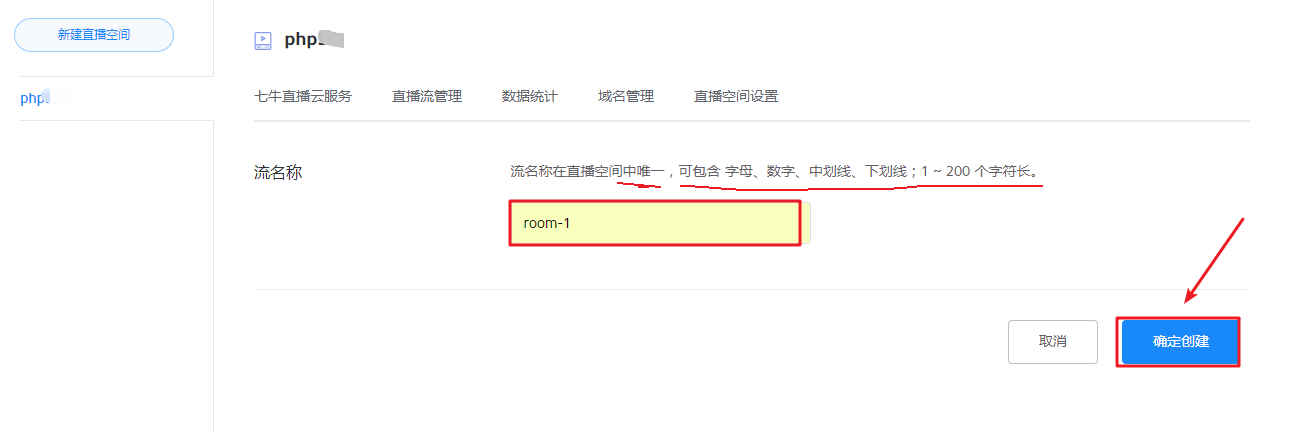 新建直播空间
php
php
七牛直播云服务 直播流管理 数据统计 域名管理 直播空间设置
流名称
流名称在直播空间中唯一，可包含 字母、数字、中划线、下划线；1 ~ 200 个字符长。
room-1
取消 确定创建